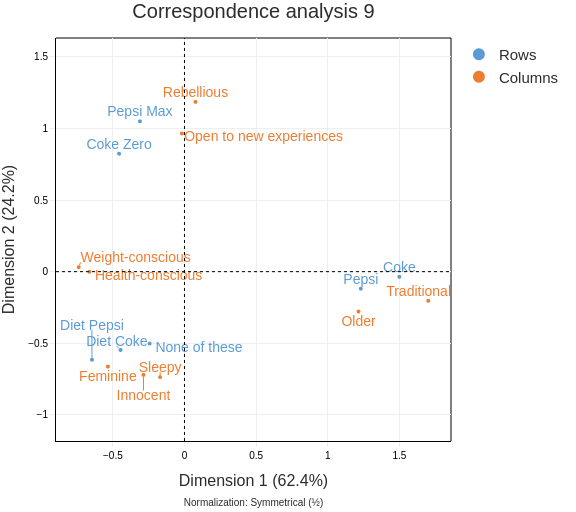 Correspondence analysis 9
Rows
Columns
1.5
1
0.5
0
−0.5
−1
Dimension 2 (24.2%)
Rebellious
Pepsi Max
Open to new experiences
Coke Zero
Weight-conscious
Health-conscious
Coke
Pepsi
Traditional
Older
Diet Pepsi
Diet Coke
None of these
Sleepy
Feminine
Innocent
−0.5
0
0.5
1
1.5
Dimension 1 (62.4%)
Normalization: Symmetrical (½)